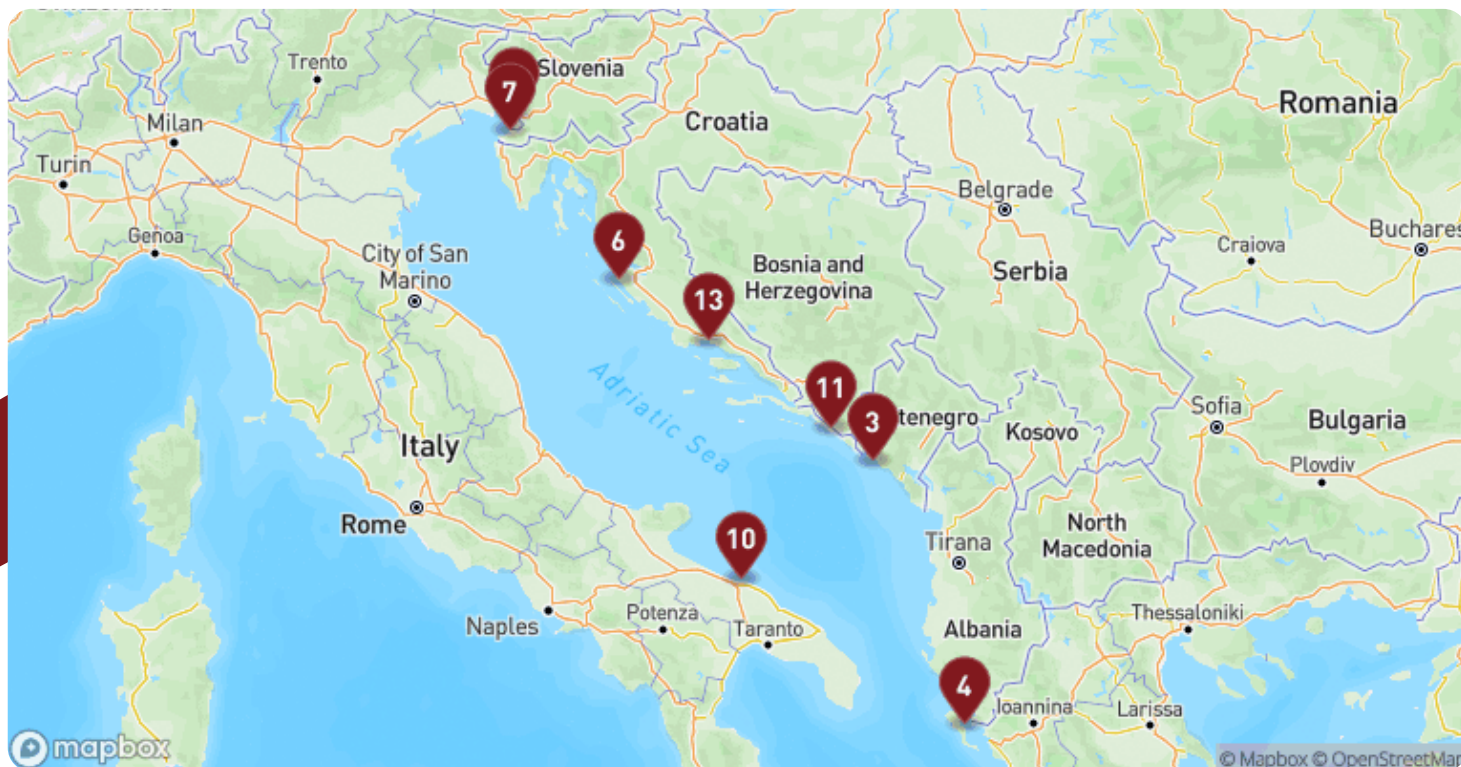 Trento
Slovenia
7
Milan
Croatia
Romania
Turin
Belgrade
Genoa
6
City of San
Marino
13
Bosnia and
Herzegovina
Serbia
Craiova
Bucha
Adriatic Sea
11
3
tenegro
Kosovo
Sofia
Bulgaria
Italy
Plovdiv
Rome
10
North
Macedonia
Tirana
Naples
Potenza
Taranto
Albania
Thessaloniki
4
Ioannina
Larissa
mapbox
© Mapbox © OpenStreetMap